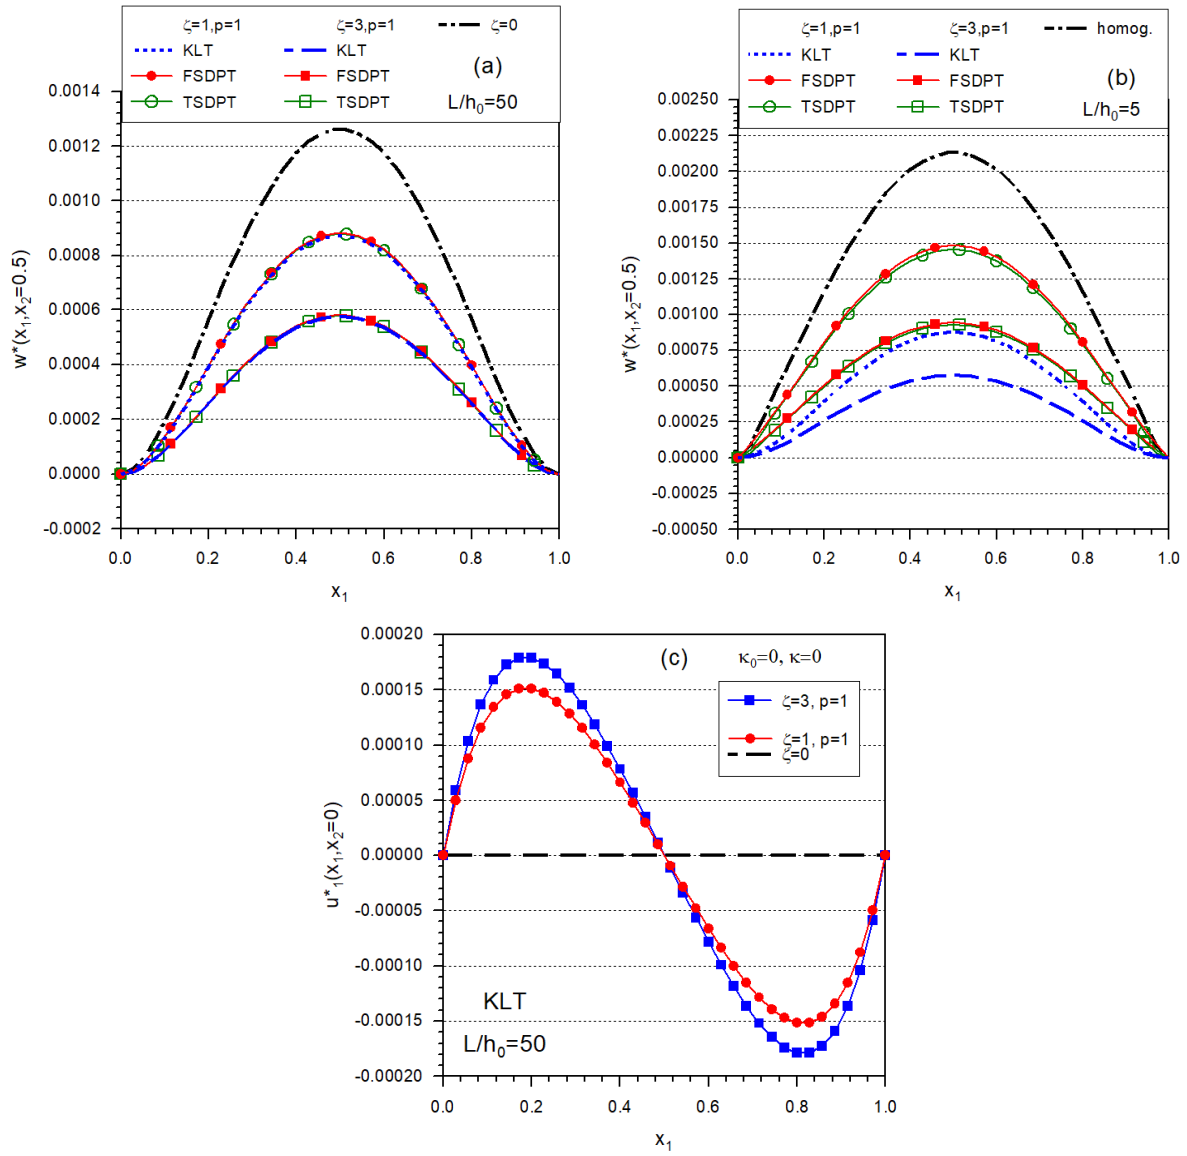 ζ=1,p=1 ζ=3,p=1 ζ=0
KLT KLT
FSDPT FSDPT (a)
TSDPT TSDPT L/h₀=50
0.0014
0.0012
0.0010
0.0008
0.0006
0.0004
0.0002
0.0000
-0.0002
w*(x₁,x₂=0.5)
0.0 0.2 0.4 0.6 0.8 1.0
x₁
ζ=1,p=1 ζ=3,p=1 homog.
KLT KLT
FSDPT FSDPT (b)
TSDPT TSDPT L/h₀=5
0.00250
0.00225
0.00200
0.00175
0.00150
0.00125
0.00100
0.00075
0.00050
0.00025
0.00000
-0.00025
-0.00050
w*(x₁,x₂=0.5)
0.0 0.2 0.4 0.6 0.8 1.0
x₁
(c) κ₀=0, κ=0
ζ=3, p=1
ζ=1, p=1
ζ=0
0.00020
0.00015
0.00010
0.00005
0.00000
-0.00005
-0.00010
-0.00015
-0.00020
u*₁(x₁,x₂=0)
KLT
L/h₀=50
0.0 0.2 0.4 0.6 0.8 1.0
x₁